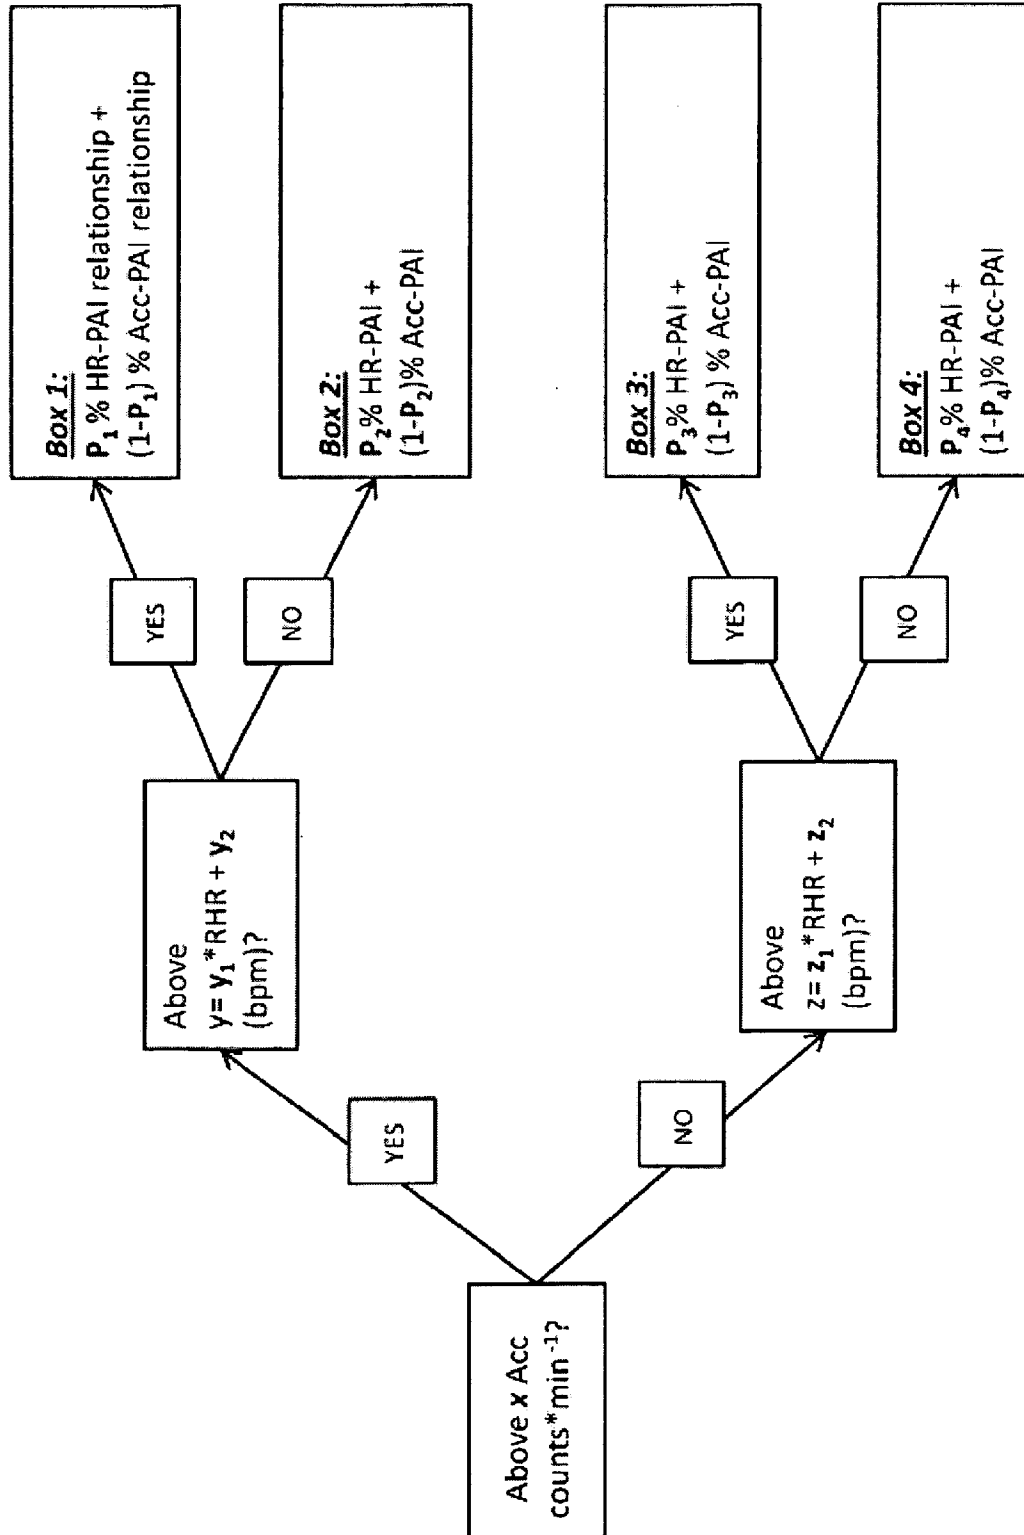 Above x Acc
counts*min⁻¹?
YES
NO
Above
y= y₁*RHR + y₂
(bpm)?
Above
z= z₁*RHR + z₂
(bpm)?
YES
NO
YES
NO
Box 1:
P₁% HR-PAI relationship +
(1-P₁) % Acc-PAI relationship
Box 2:
P₂% HR-PAI +
(1-P₂)% Acc-PAI
Box 3:
P₃% HR-PAI +
(1-P₃) % Acc-PAI
Box 4:
P₄% HR-PAI +
(1-P₄)% Acc-PAI